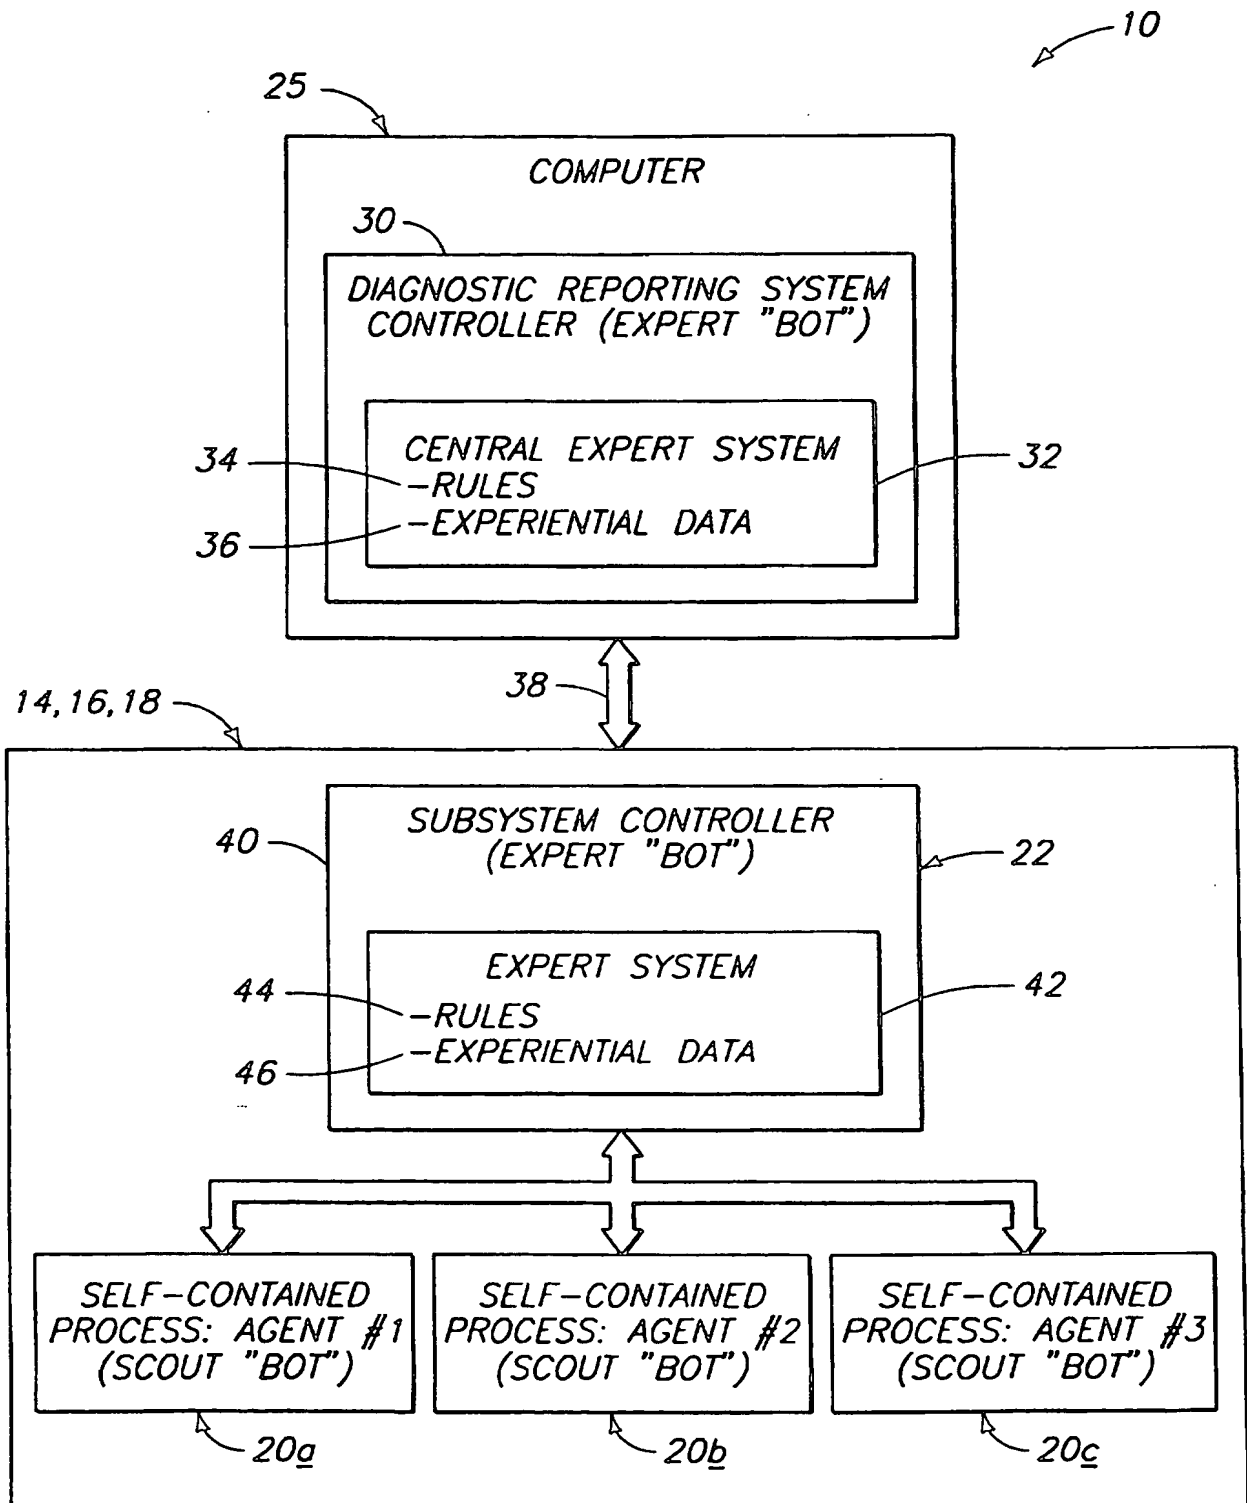 10
25
COMPUTER
30
DIAGNOSTIC REPORTING SYSTEM
CONTROLLER (EXPERT "BOT")
CENTRAL EXPERT SYSTEM
34
-RULES
32
36
-EXPERIENTIAL DATA
38
14, 16, 18
SUBSYSTEM CONTROLLER
(EXPERT "BOT")
40
22
EXPERT SYSTEM
44
-RULES
42
46
-EXPERIENTIAL DATA
SELF-CONTAINED
PROCESS: AGENT #1
(SCOUT "BOT")
SELF-CONTAINED
PROCESS: AGENT #2
(SCOUT "BOT")
SELF-CONTAINED
PROCESS: AGENT #3
(SCOUT "BOT")
20a
20b
20c